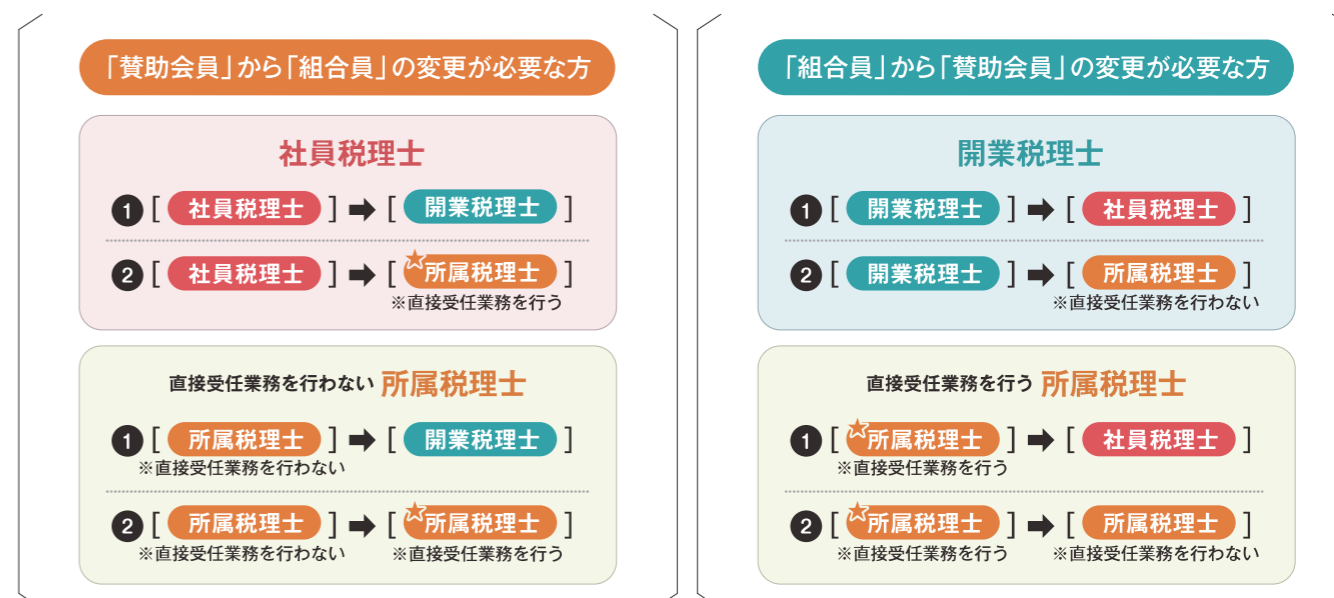 「賛助会員」から「組合員」の変更が必要な方
社員税理士
❶ [ 社員税理士 ] ➡ [ 開業税理士 ]
❷ [ 社員税理士 ] ➡ [ ☆所属税理士 ]
※直接受任業務を行う
直接受任業務を行わない 所属税理士
❶ [ 所属税理士 ] ➡ [ 開業税理士 ]
※直接受任業務を行わない
❷ [ 所属税理士 ] ➡ [ ☆所属税理士 ]
※直接受任業務を行わない ※直接受任業務を行う
「組合員」から「賛助会員」の変更が必要な方
開業税理士
❶ [ 開業税理士 ] ➡ [ 社員税理士 ]
❷ [ 開業税理士 ] ➡ [ 所属税理士 ]
※直接受任業務を行わない
直接受任業務を行う 所属税理士
❶ [ ☆所属税理士 ] ➡ [ 社員税理士 ]
※直接受任業務を行う
❷ [ ☆所属税理士 ] ➡ [ 所属税理士 ]
※直接受任業務を行う ※直接受任業務を行わない